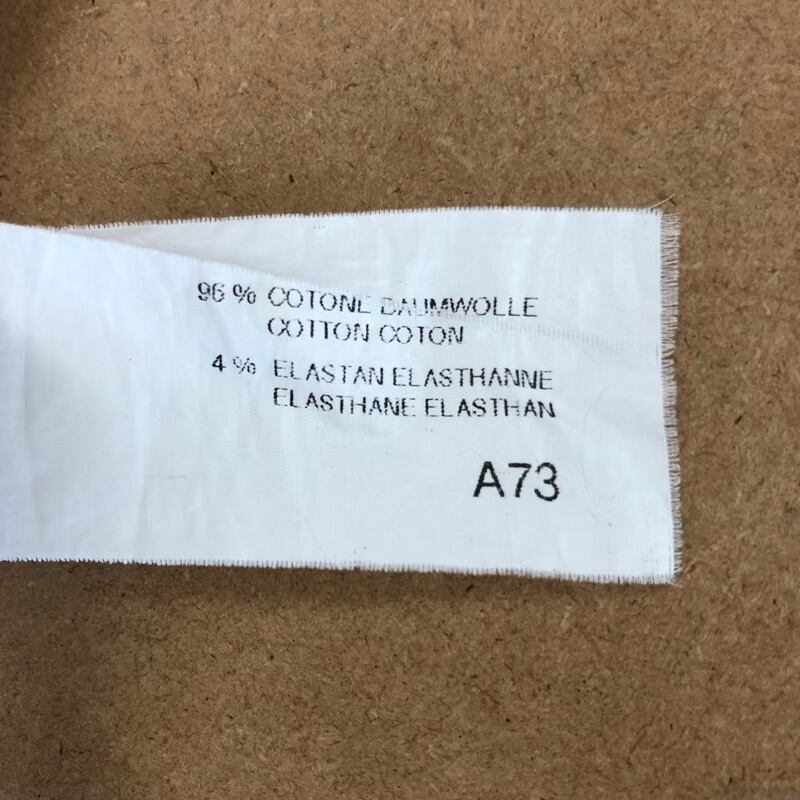 96 % COTONE BAUMWOLLE
COTTON COTON
4 % ELASTAN ELASTHANNE
ELASTHANE ELASTHAN
A73